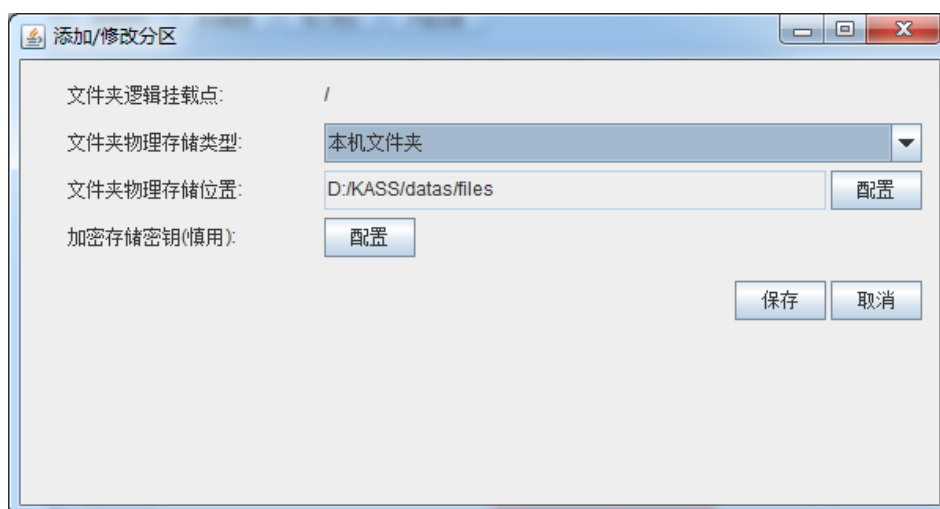 添加/修改分区
文件夹逻辑挂载点: /
文件夹物理存储类型: 本机文件夹
文件夹物理存储位置: D:/KASS/datas/files 配置
加密存储密钥(慎用): 配置
保存 取消